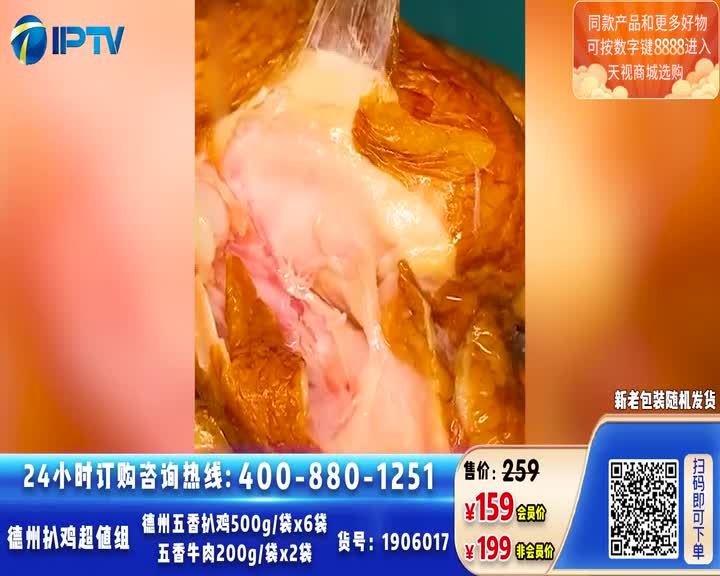 IPTV
同款产品和更多好物
可按数字键8888进入
天视商城选购
新老包装随机发货
24小时订购咨询热线:400-880-1251
德州扒鸡超值组
德州五香扒鸡500g/袋x6袋
五香牛肉200g/袋x2袋
货号:1906017
售价:259
¥159会员价
¥199非会员价
扫码即可下单